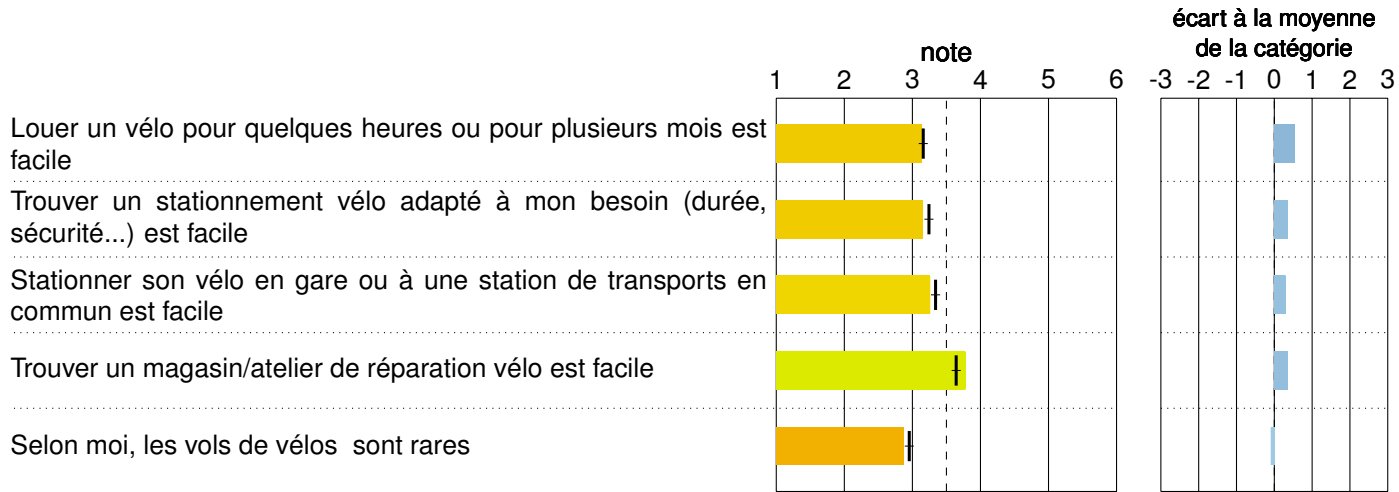 écart à la moyenne
note de la catégorie
1 2 3 4 5 6 -3 -2 -1 0 1 2 3
Louer un vélo pour quelques heures ou pour plusieurs mois est
facile
Trouver un stationnement vélo adapté à mon besoin (durée,
sécurité...) est facile
Stationner son vélo en gare ou à une station de transports en
commun est facile
Trouver un magasin/atelier de réparation vélo est facile
Selon moi, les vols de vélos sont rares